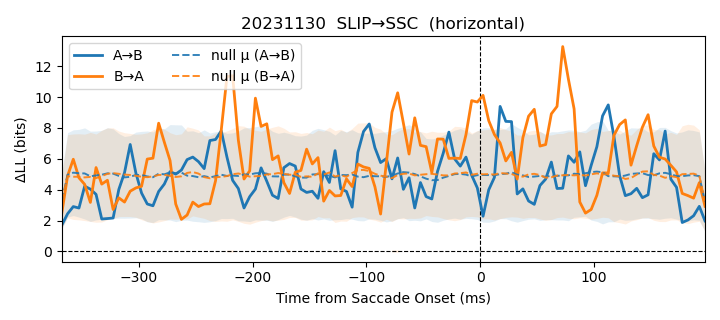 20231130  SLIP→SSC  (horizontal)
A→B
B→A
null μ (A→B)
null μ (B→A)
ΔLL (bits)
12
10
8
6
4
2
0
−300
−200
−100
0
100
Time from Saccade Onset (ms)